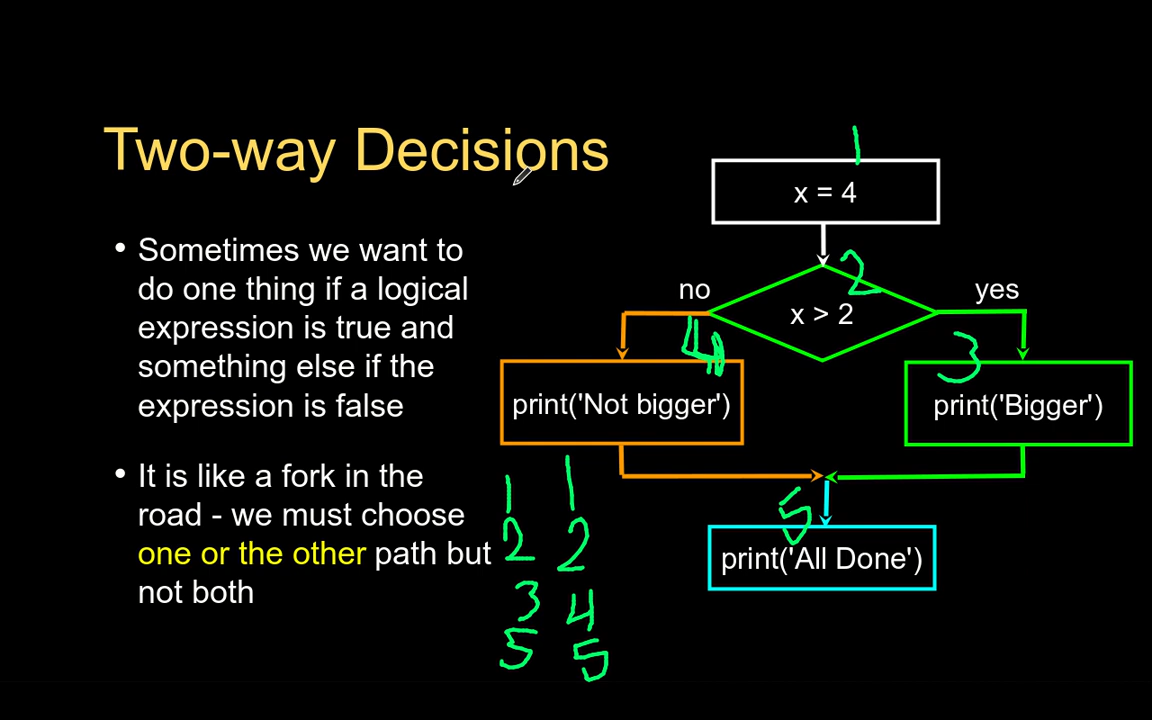 Two-way Decisions
• Sometimes we want to
do one thing if a logical
expression is true and
something else if the
expression is false
• It is like a fork in the
road - we must choose
one or the other path but
not both
1
x = 4
2
no
x > 2
yes
4
3
print('Not bigger')
print('Bigger')
5
print('All Done')
1 1
2 2
3 4
5 5